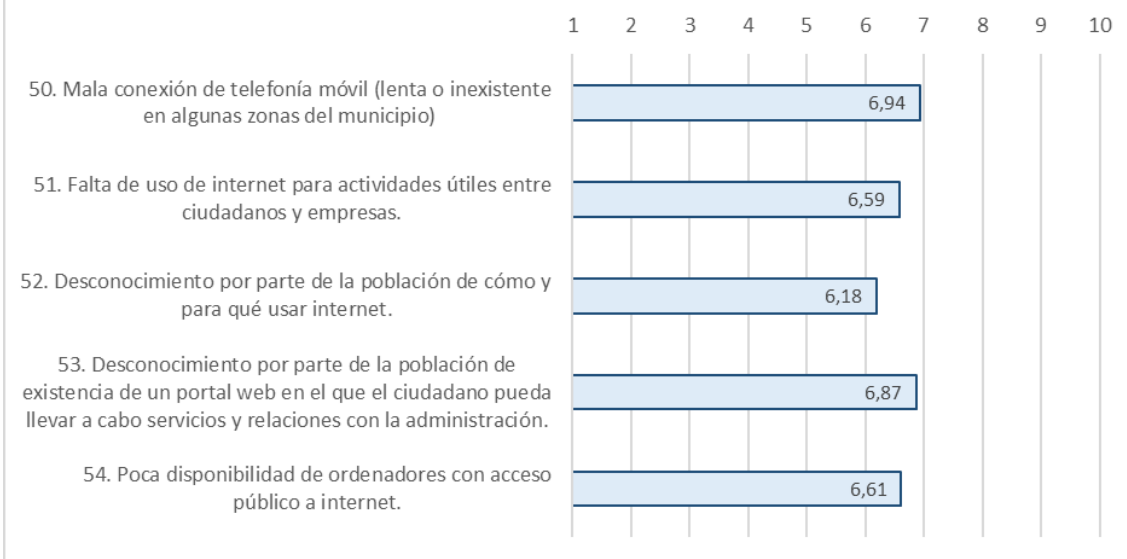 1 2 3 4 5 6 7 8 9 10
50. Mala conexión de telefonía móvil (lenta o inexistente
en algunas zonas del municipio)
6,94
51. Falta de uso de internet para actividades útiles entre
ciudadanos y empresas.
6,59
52. Desconocimiento por parte de la población de cómo y
para qué usar internet.
6,18
53. Desconocimiento por parte de la población de
existencia de un portal web en el que el ciudadano pueda
llevar a cabo servicios y relaciones con la administración.
6,87
54. Poca disponibilidad de ordenadores con acceso
público a internet.
6,61